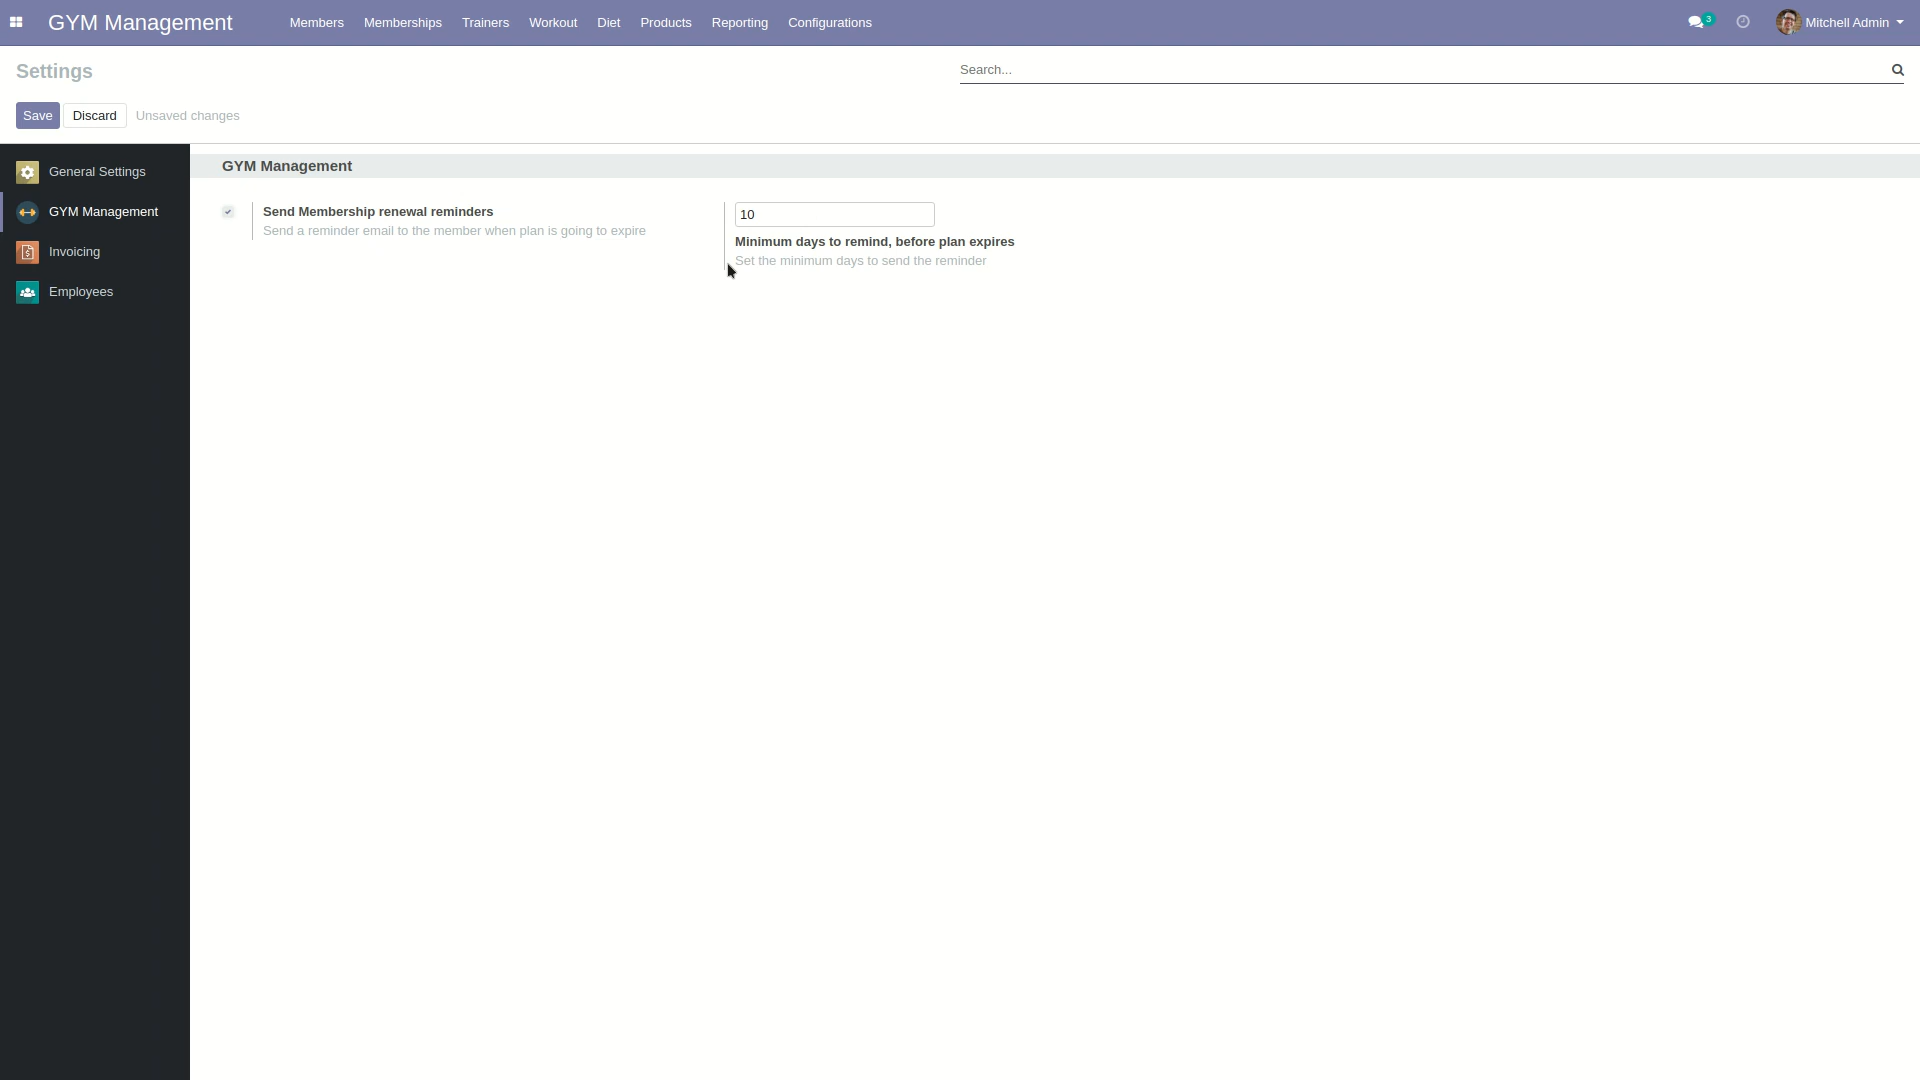 GYM Management
Members Memberships Trainers Workout Diet Products Reporting Configurations
3
Mitchell Admin
Settings
Search...
Save Discard Unsaved changes
General Settings
GYM Management
Invoicing
Employees
GYM Management
Send Membership renewal reminders
Send a reminder email to the member when plan is going to expire
10
Minimum days to remind, before plan expires
Set the minimum days to send the reminder